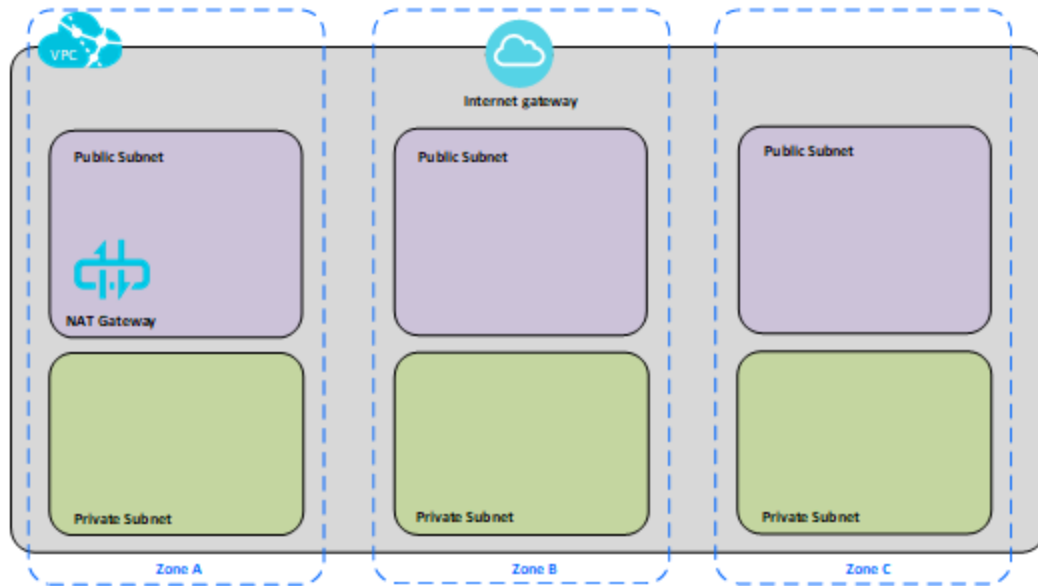 VPC
Internet gateway
Public Subnet
Public Subnet
Public Subnet
NAT Gateway
Private Subnet
Private Subnet
Private Subnet
Zone A
Zone B
Zone C